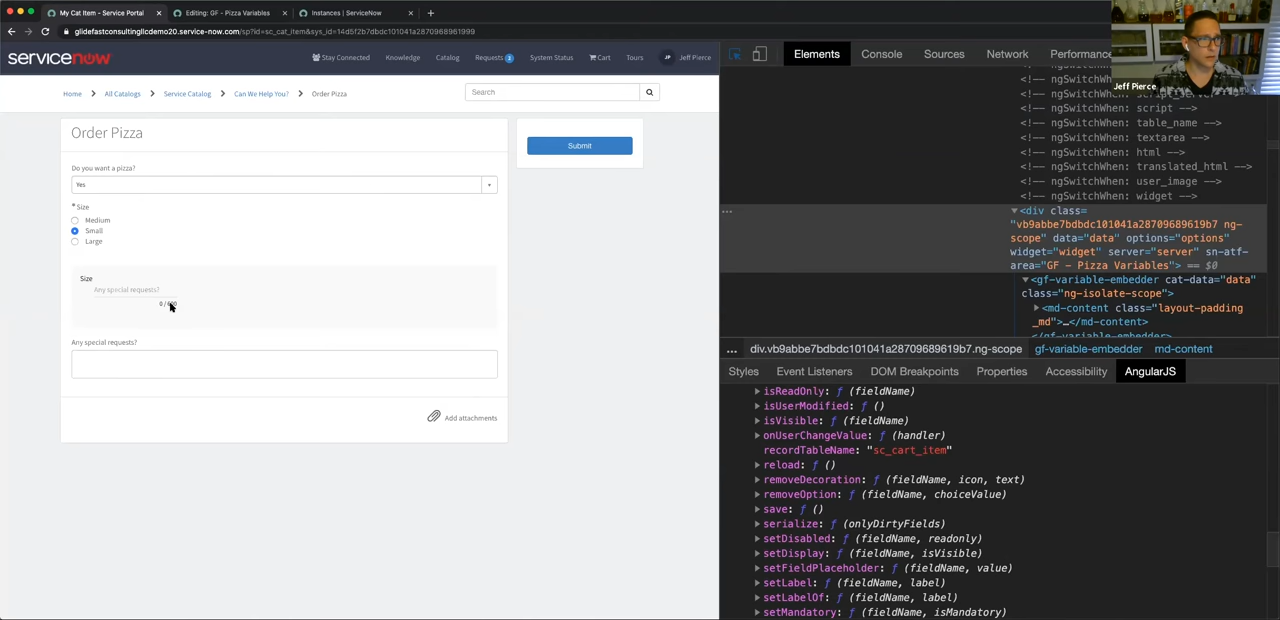 My Cat Item - Service Portal
Editing: GF - Pizza Variables
Instances | ServiceNow
glidefastconsultingllcdemo20.service-now.com/sp?id=sc_cat_item&sys_id=14d5f2b7dbdc101041a28709689​61999
servicenow
Stay Connected
Knowledge
Catalog
Requests 1
System Status
Cart
Tours
JP
Jeff Pierce
Home
All Catalogs
Service Catalog
Can We Help You?
Order Pizza
Search
Order Pizza
Submit
Do you want a pizza?
Yes
* Size
Medium
Small
Large
Size
Any special requests?
Any special requests?
Add attachments
Elements
Console
Sources
Network
Performance
Jeff Pierce
<!-- ngSwitchWhen: script -->
<!-- ngSwitchWhen: table_name -->
<!-- ngSwitchWhen: textarea -->
<!-- ngSwitchWhen: html -->
<!-- ngSwitchWhen: translated_html -->
<!-- ngSwitchWhen: user_image -->
<!-- ngSwitchWhen: widget -->
<div class=
"vb9abbe7bdbdc101041a28709689619b7 ng-
scope" data="data" options="options"
widget="widget" server="server" sn-atf-
area="GF - Pizza Variables"> == $0
<gf-variable-embedder cat-data="data"
class="ng-isolate-scope">
<md-content class="layout-padding
_md">…</md-content>
... div.vb9abbe7bdbdc101041a28709689619b7.ng-scope
gf-variable-embedder
md-content
Styles
Event Listeners
DOM Breakpoints
Properties
Accessibility
AngularJS
isReadOnly: ƒ (fieldName)
isUserModified: ƒ ()
isVisible: ƒ (fieldName)
onUserChangeValue: ƒ (handler)
recordTableName: "sc_cart_item"
reload: ƒ ()
removeDecoration: ƒ (fieldName, icon, text)
removeOption: ƒ (fieldName, choiceValue)
save: ƒ ()
serialize: ƒ (onlyDirtyFields)
setDisabled: ƒ (fieldName, readonly)
setDisplay: ƒ (fieldName, isVisible)
setFieldPlaceholder: ƒ (fieldName, value)
setLabel: ƒ (fieldName, label)
setLabelOf: ƒ (fieldName, label)
setMandatory: ƒ (fieldName, isMandatory)